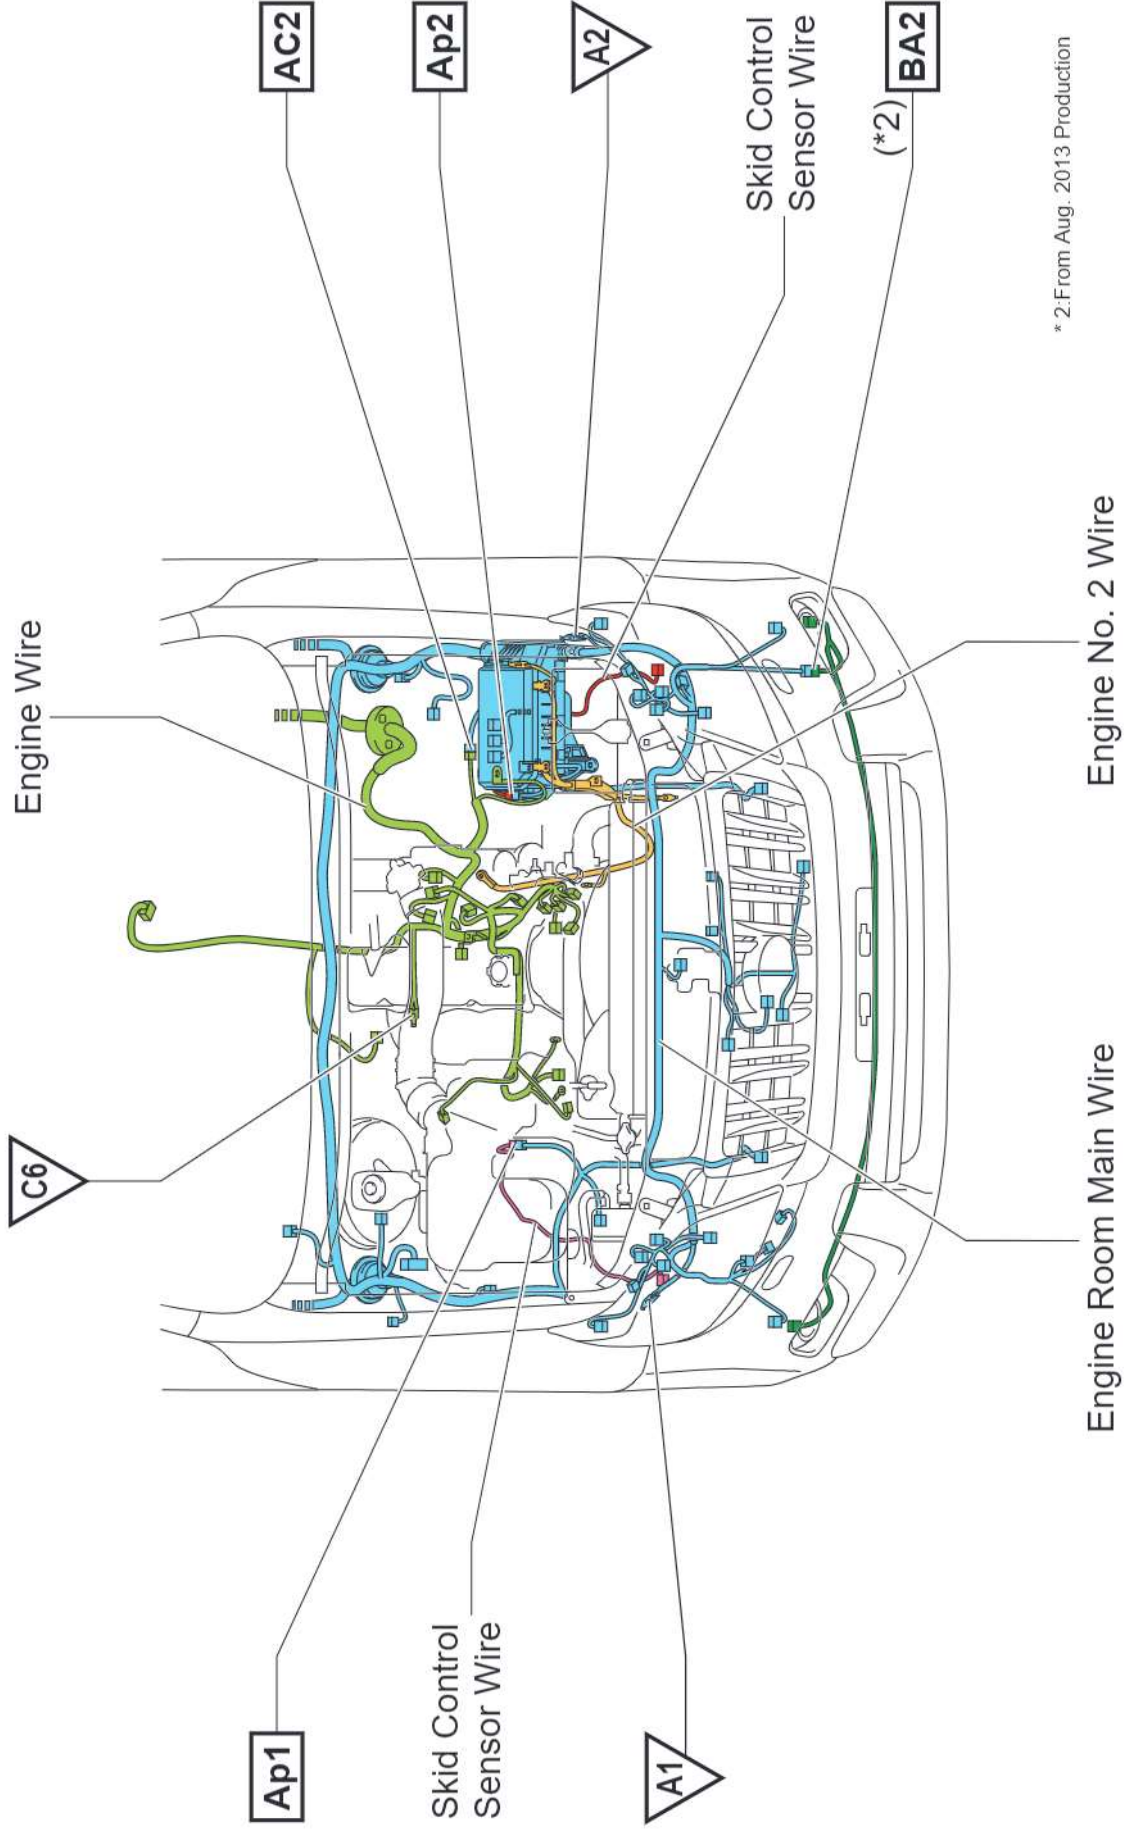 Engine Wire
C6
AC2
Ap1
Ap2
A2
Skid Control
Sensor Wire
Skid Control
Sensor Wire
A1
(*2)
BA2
* 2:From Aug. 2013 Production
Engine Room Main Wire
Engine No. 2 Wire